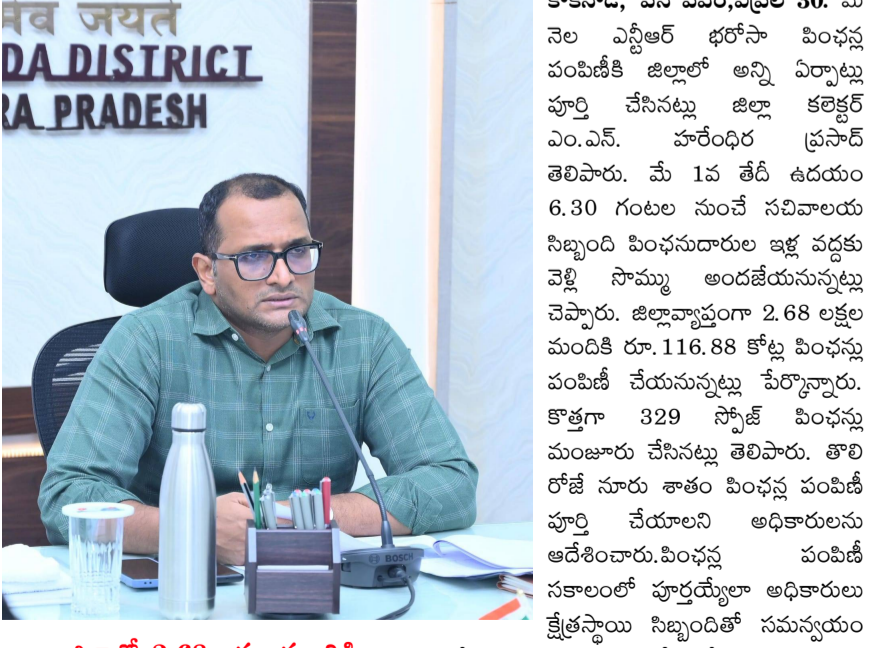 मेव जयते
DA DISTRICT
RA PRADESH
BOSCH
నెల ఎన్టీఆర్ భరోసా పింఛన్ల
పంపిణీకి జిల్లాలో అన్ని ఏర్పాట్లు
పూర్తి చేసినట్లు జిల్లా కలెక్టర్
ఎం.ఎన్. హరేంధిర ప్రసాద్
తెలిపారు. మే 1వ తేదీ ఉదయం
6.30 గంటల నుంచే సచివాలయ
సిబ్బంది పింఛనుదారుల ఇళ్ల వద్దకు
వెళ్లి సొమ్ము అందజేయనున్నట్లు
చెప్పారు. జిల్లావ్యాప్తంగా 2.68 లక్షల
మందికి రూ.116.88 కోట్ల పింఛన్లు
పంపిణీ చేయనున్నట్లు పేర్కొన్నారు.
కొత్తగా 329 స్పౌజ్ పింఛన్లు
మంజూరు చేసినట్లు తెలిపారు. తొలి
రోజే నూరు శాతం పింఛన్ల పంపిణీ
పూర్తి చేయాలని అధికారులను
ఆదేశించారు.పింఛన్ల పంపిణీ
సకాలంలో పూర్తయ్యేలా అధికారులు
క్షేత్రస్థాయి సిబ్బందితో సమన్వయం